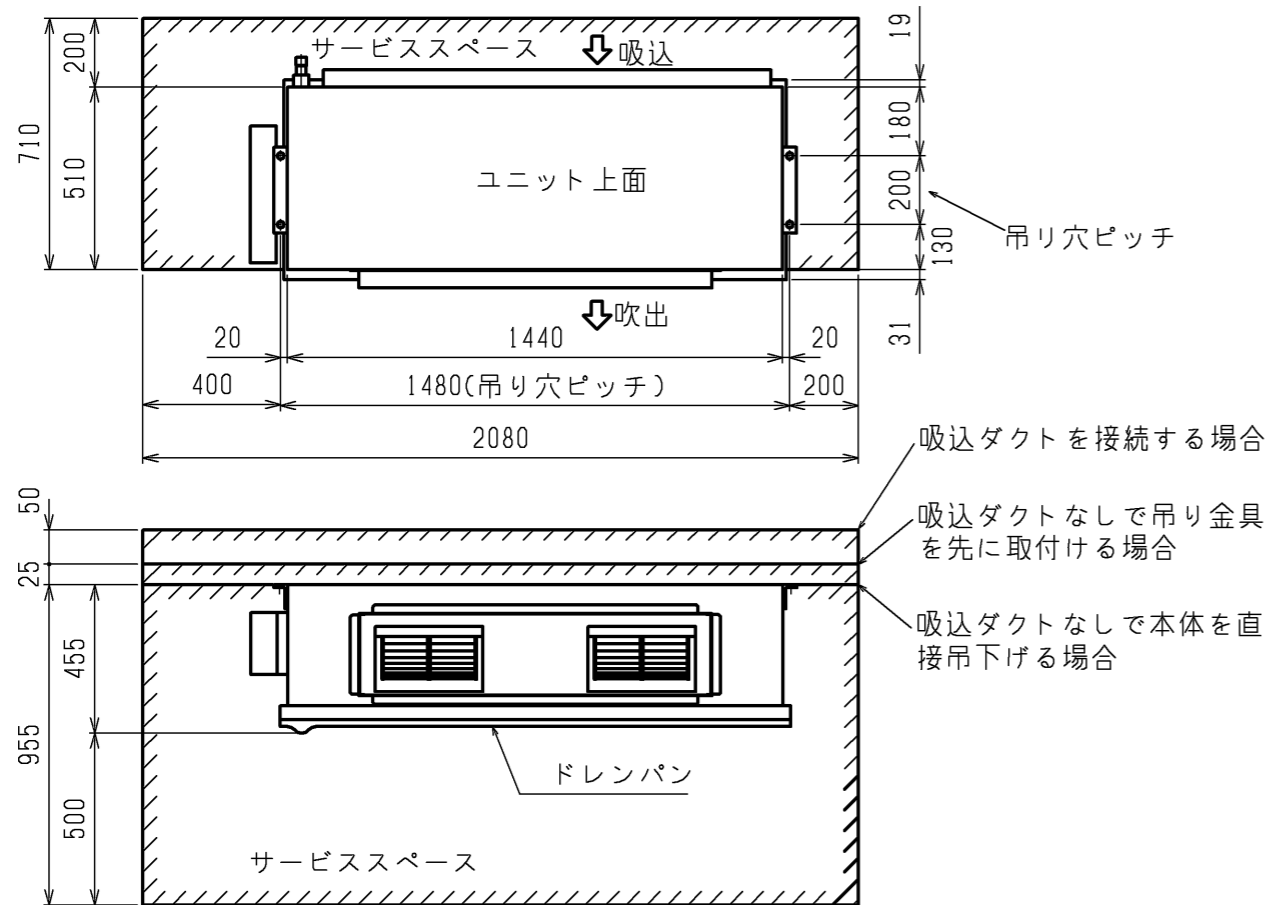 サービススペース
吸込
200
19
710
510
180
ユニット上面
200
吊り穴ピッチ
130
吹出
31
20
1440
20
400
1480(吊り穴ピッチ)
200
2080
吸込ダクトを接続する場合
50
吸込ダクトなしで吊り金具
を先に取付ける場合
25
吸込ダクトなしで本体を直
接吊下げる場合
455
955
ドレンパン
500
サービススペース